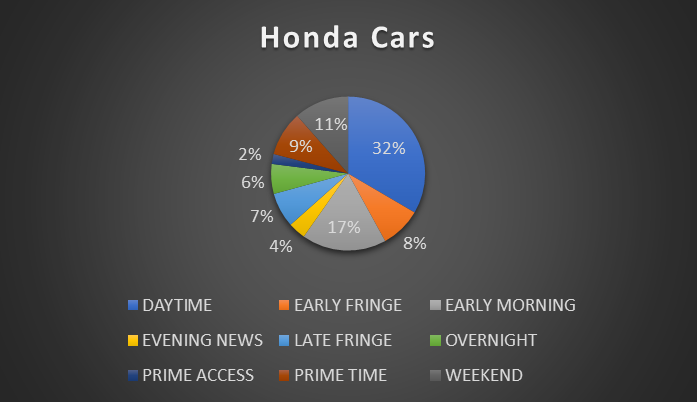 Honda Cars
11%
32%
9%
2%
6%
7%
4%
17%
8%
DAYTIME EARLY FRINGE EARLY MORNING
EVENING NEWS LATE FRINGE OVERNIGHT
PRIME ACCESS PRIME TIME WEEKEND